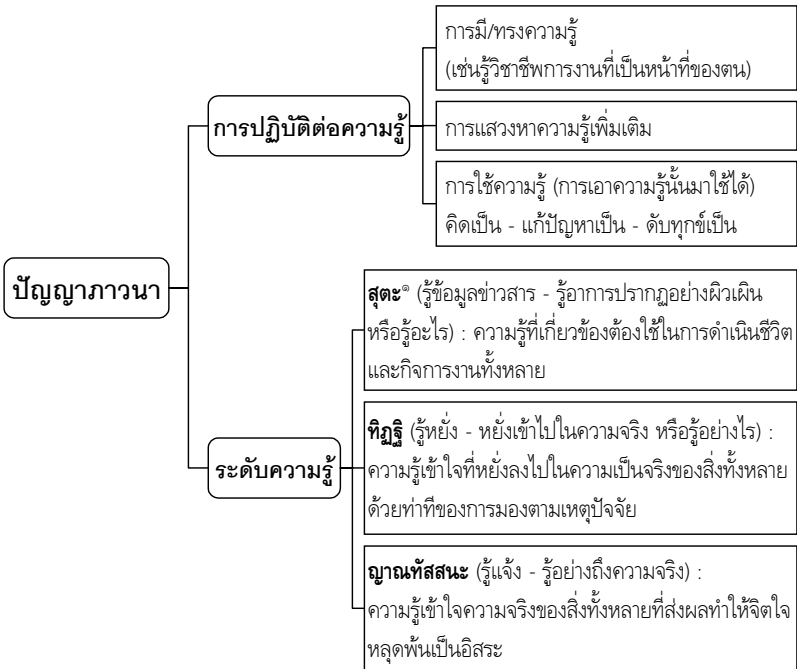 การมี/ทรงความรู้
(เช่นรู้วิชาชีพการงานที่เป็นหน้าที่ของตน)
การปฏิบัติต่อความรู้
การแสวงหาความรู้เพิ่มเติม
การใช้ความรู้ (การเอาความรู้นั้นมาใช้ได้)
คิดเป็น - แก้ปัญหาเป็น - ดับทุกข์เป็น
ปัญญาภาวนา
สุตะ๑ (รู้ข้อมูลข่าวสาร - รู้อาการปรากฏอย่างผิวเผิน
หรือรู้อะไร) : ความรู้ที่เกี่ยวข้องต้องใช้ในการดำเนินชีวิต
และกิจการงานทั้งหลาย
ระดับความรู้
ทิฏฐิ (รู้หยั่ง - หยั่งเข้าไปในความจริง หรือรู้อย่างไร) :
ความรู้เข้าใจที่หยั่งลงไปในความเป็นจริงของสิ่งทั้งหลาย
ด้วยท่าทีของการมองตามเหตุปัจจัย
ญาณทัสสนะ (รู้แจ้ง - รู้อย่างถึงความจริง) :
ความรู้เข้าใจความจริงของสิ่งทั้งหลายที่ส่งผลทำให้จิตใจ
หลุดพ้นเป็นอิสระ